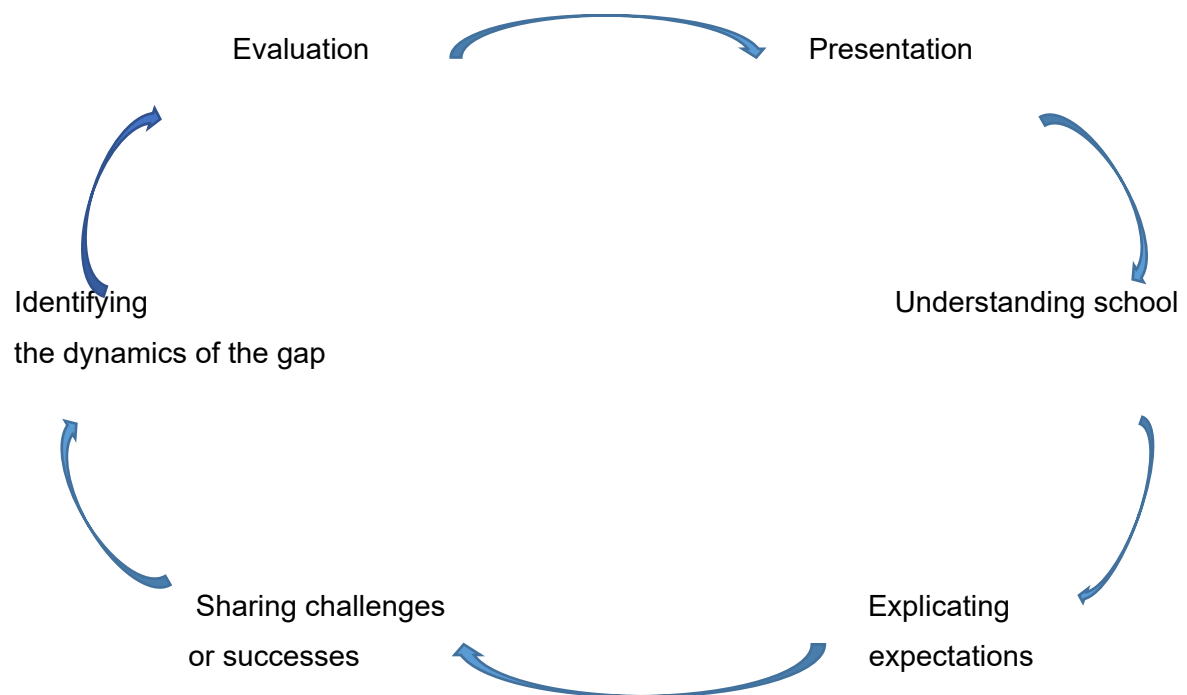 Evaluation
Presentation
Understanding school
Explicating
expectations
Sharing challenges
or successes
Identifying
the dynamics of the gap